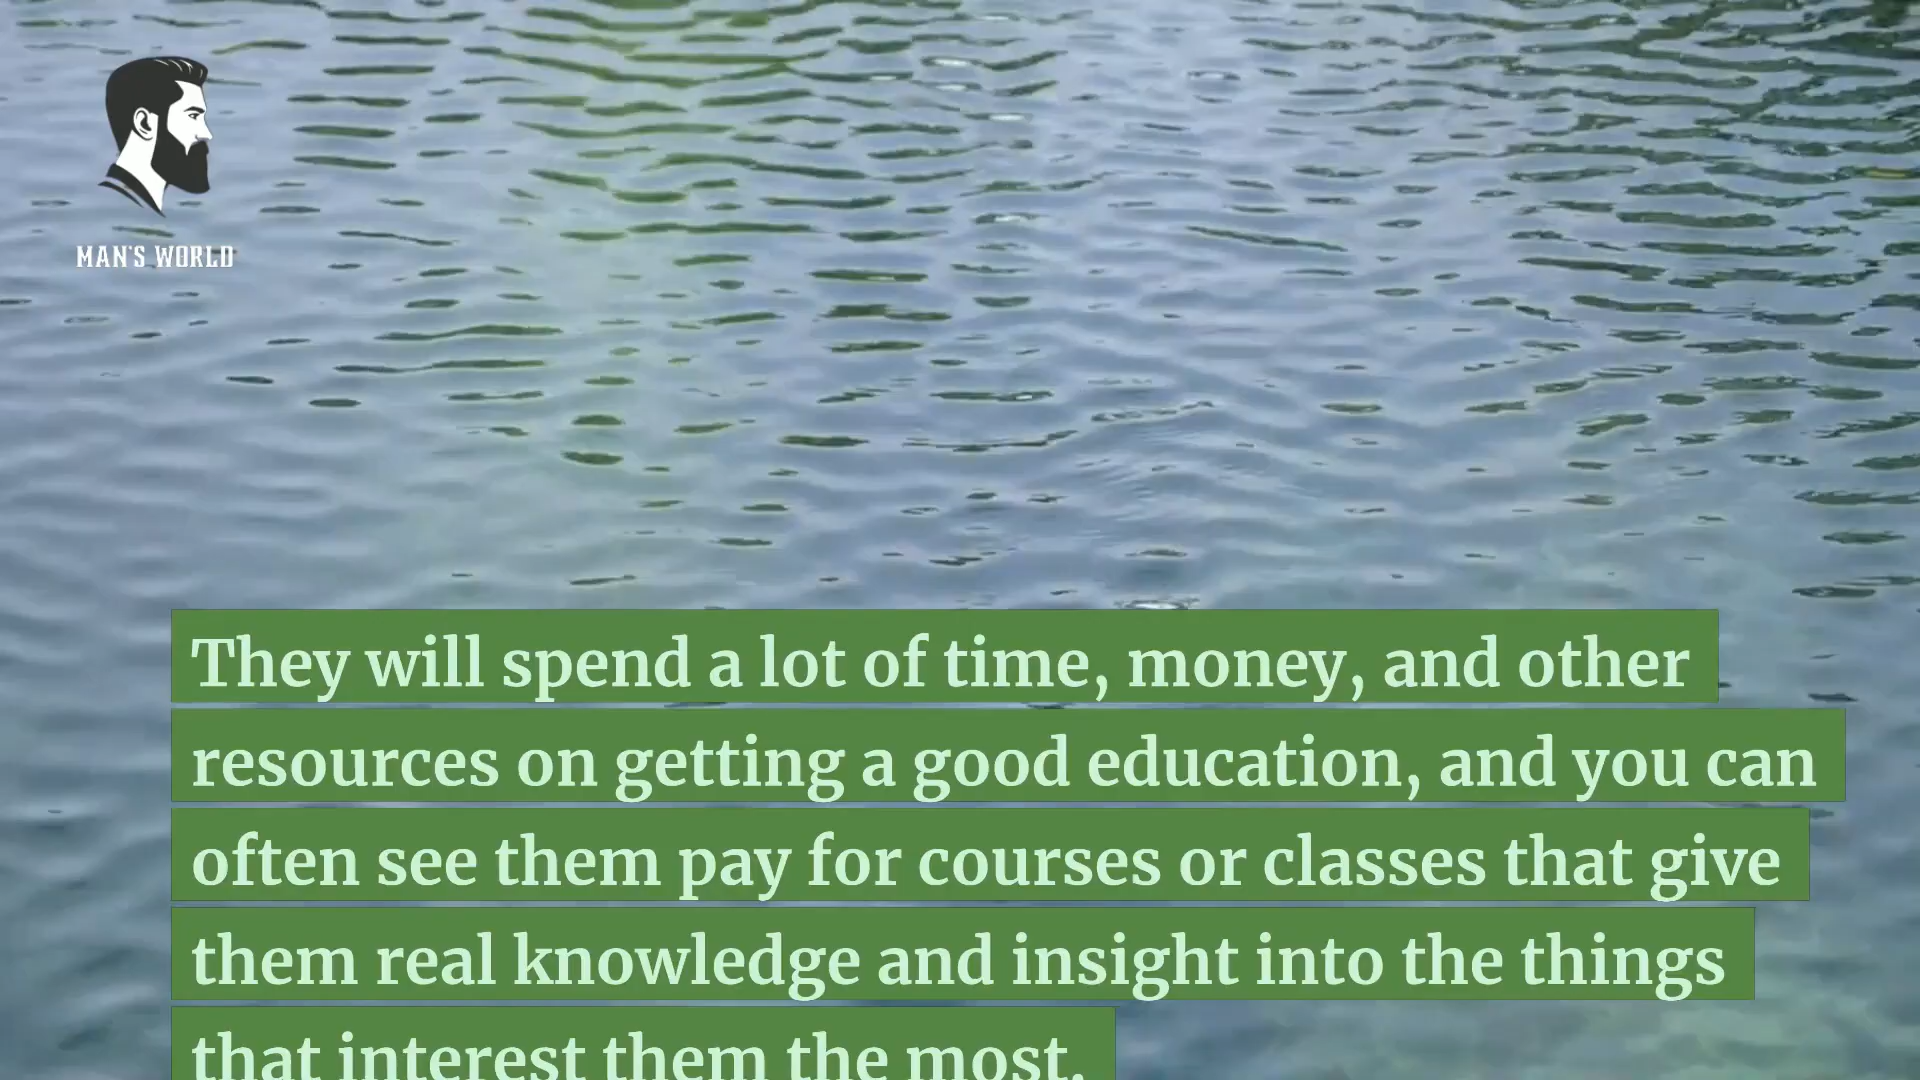 MAN'S WORLD
They will spend a lot of time, money, and other
resources on getting a good education, and you can
often see them pay for courses or classes that give
them real knowledge and insight into the things
that interest them the most.